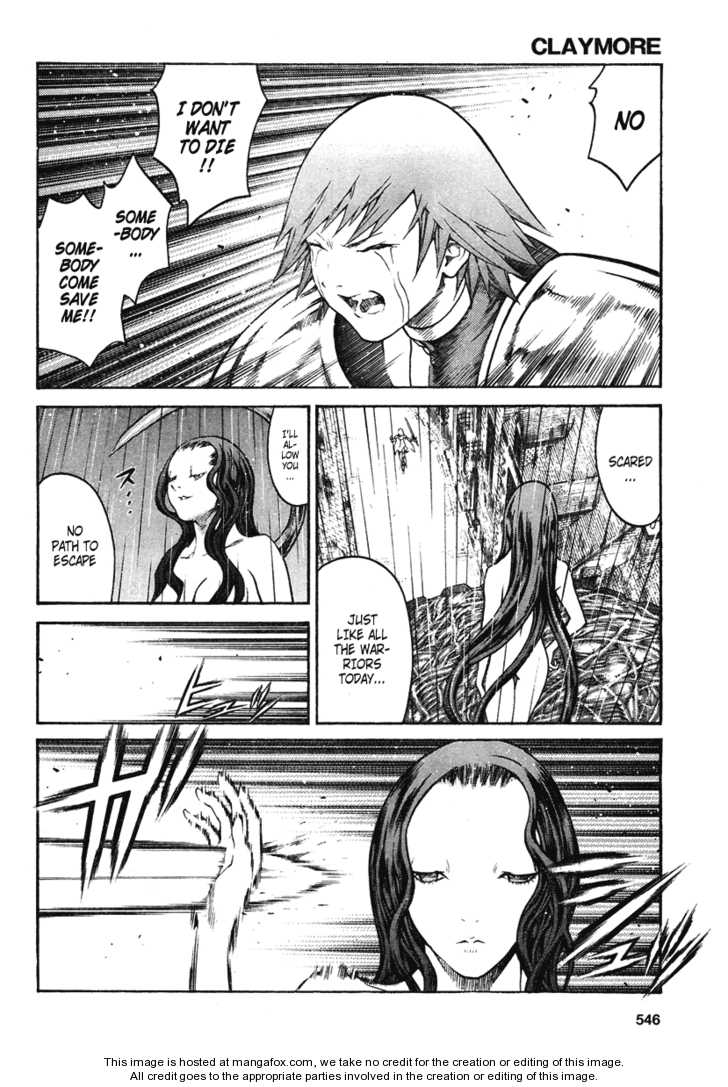 CLAYMORE
NO
I DON'T
WANT
TO DIE
!!
SOME
-BODY
...
SOME-
BODY
COME
SAVE
ME!!
SCARED
...
JUST
LIKE ALL
THE WAR-
RIORS
TODAY...
I'LL
AL-
LOW
YOU
...
NO
PATH TO
ESCAPE
ス
546
This image is hosted at mangafox.com, we take no credit for the creation or editing of this image.
All credit goes to the appropriate parties involved in the creation or editing of this image.